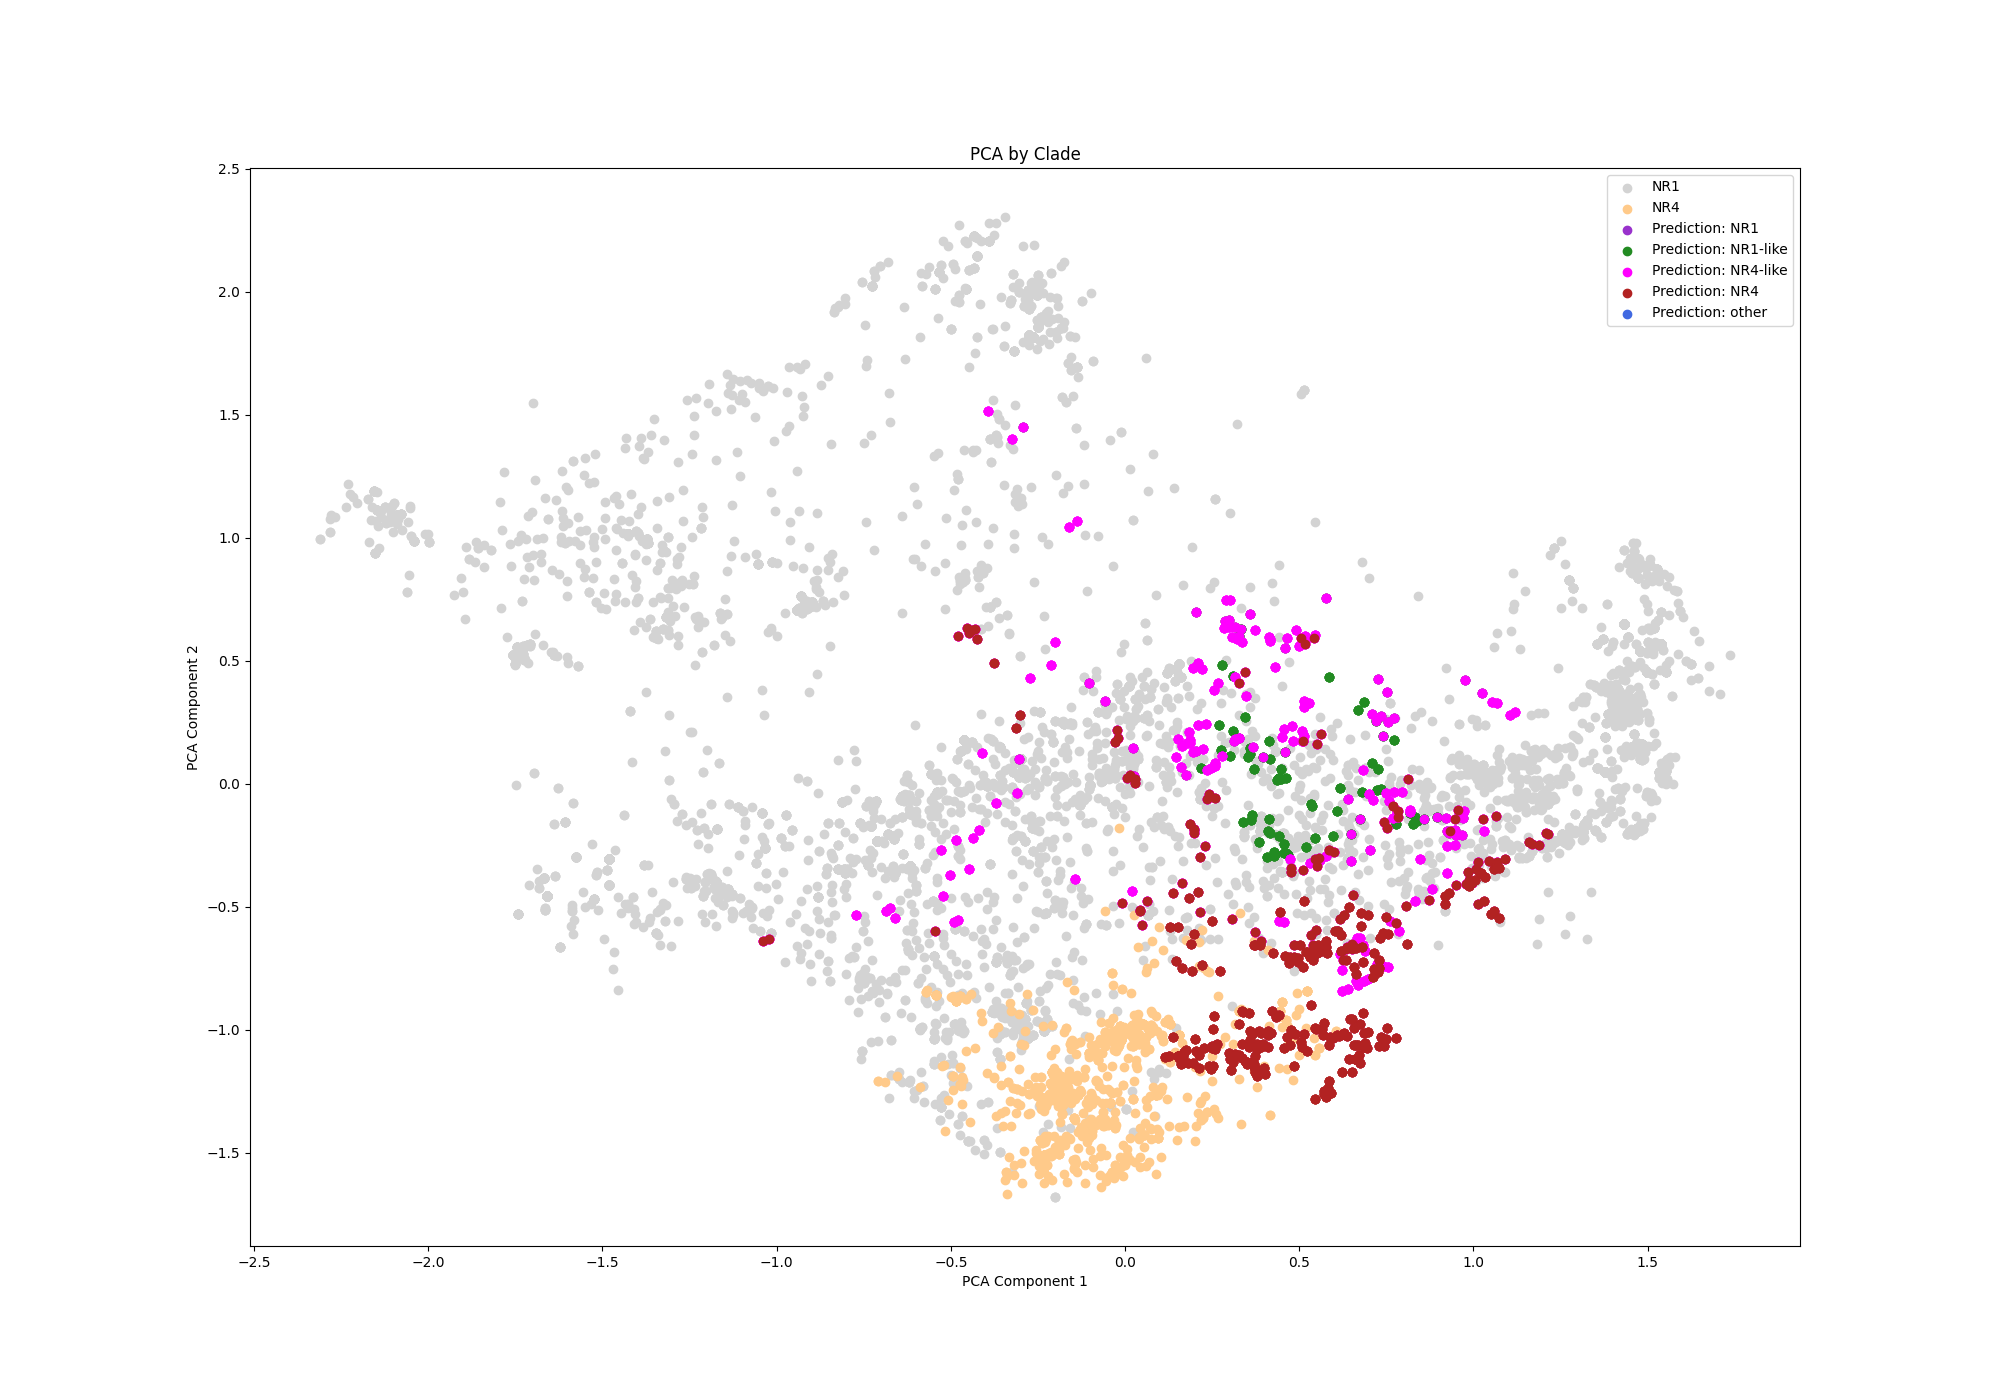 PCA by Clade
2.5
2.0
1.5
1.0
0.5
0.0
−0.5
−1.0
−1.5
PCA Component 2
NR1
NR4
Prediction: NR1
Prediction: NR1-like
Prediction: NR4-like
Prediction: NR4
Prediction: other
−2.5 −2.0 −1.5 −1.0 −0.5 0.0 0.5 1.0 1.5
PCA Component 1